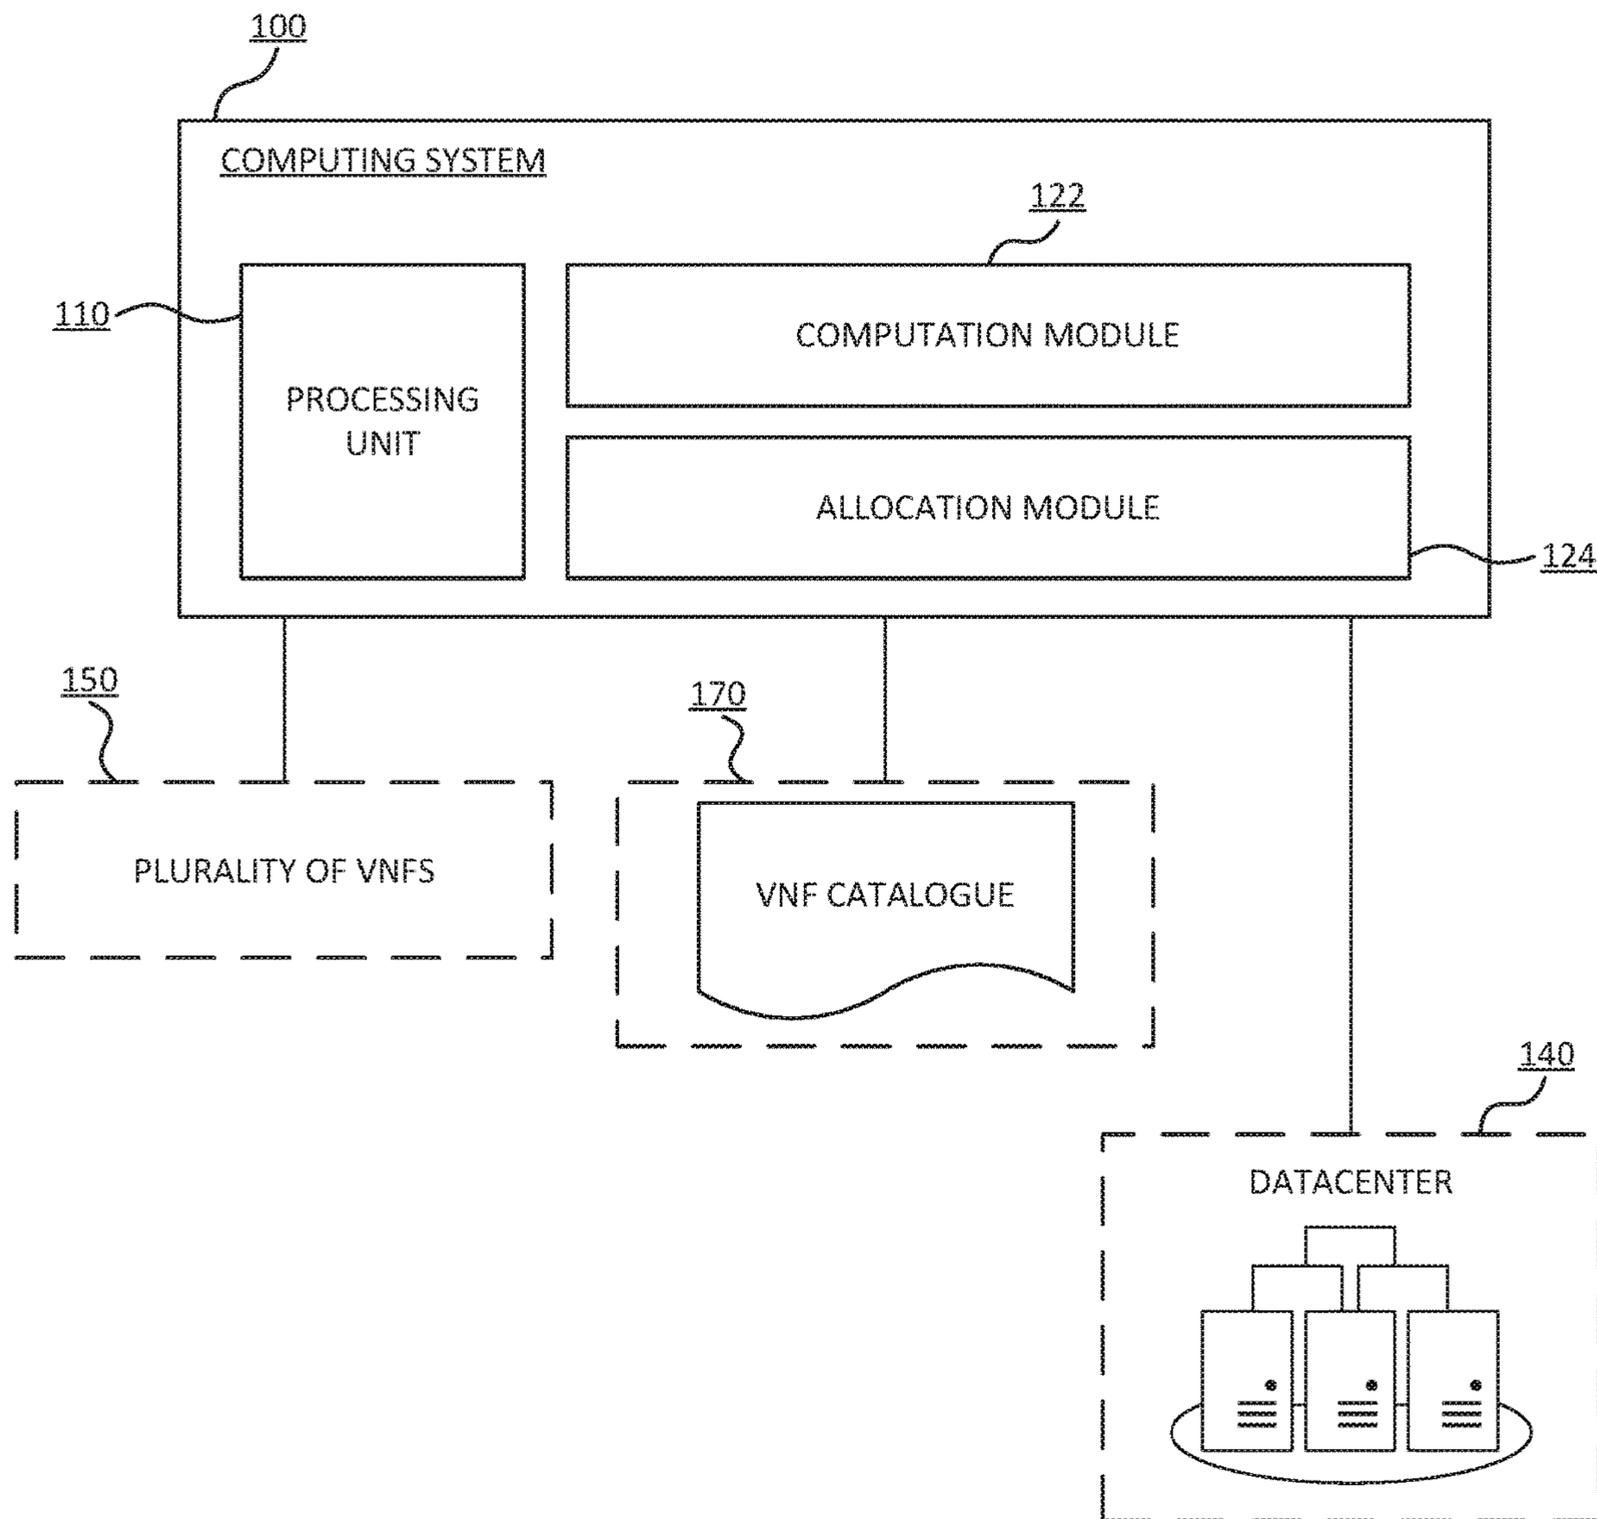 100
COMPUTING SYSTEM
122
110
COMPUTATION MODULE
PROCESSING
UNIT
ALLOCATION MODULE
124
150
170
PLURALITY OF VNFS
VNF CATALOGUE
140
DATACENTER